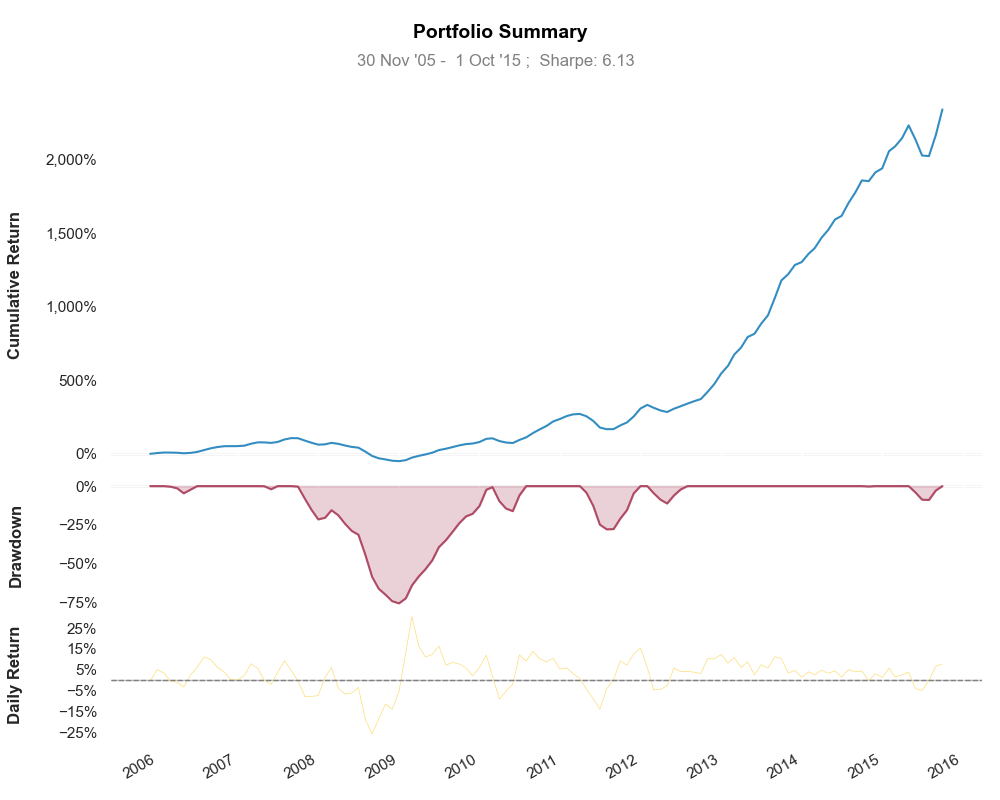 Portfolio Summary
30 Nov '05 - 1 Oct '15 ; Sharpe: 6.13
Cumulative Return
2,000%
1,500%
1,000%
500%
0%
Drawdown
0%
−25%
−50%
−75%
Daily Return
25%
15%
5%
−5%
−15%
−25%
2006 2007 2008 2009 2010 2011 2012 2013 2014 2015 2016